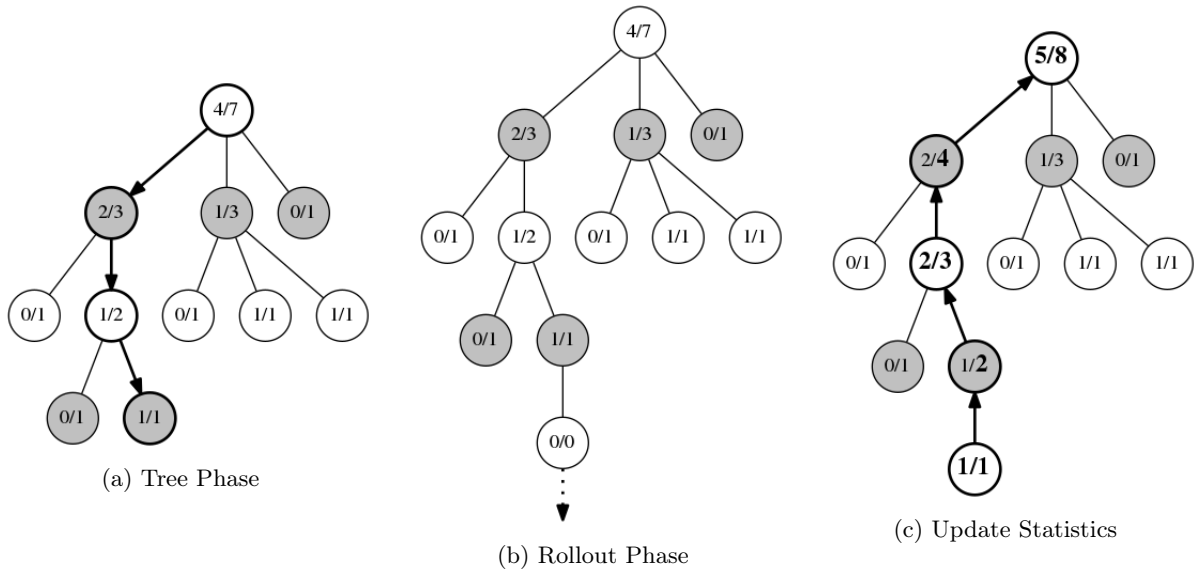 4/7
2/3 1/3 0/1
0/1 1/2 0/1 1/1 1/1
0/1 1/1
(a) Tree Phase
4/7
2/3 1/3 0/1
0/1 1/2 0/1 1/1 1/1
0/1 1/1
0/0
(b) Rollout Phase
5/8
2/4 1/3 0/1
0/1 2/3 0/1 1/1 1/1
0/1 1/2
1/1
(c) Update Statistics